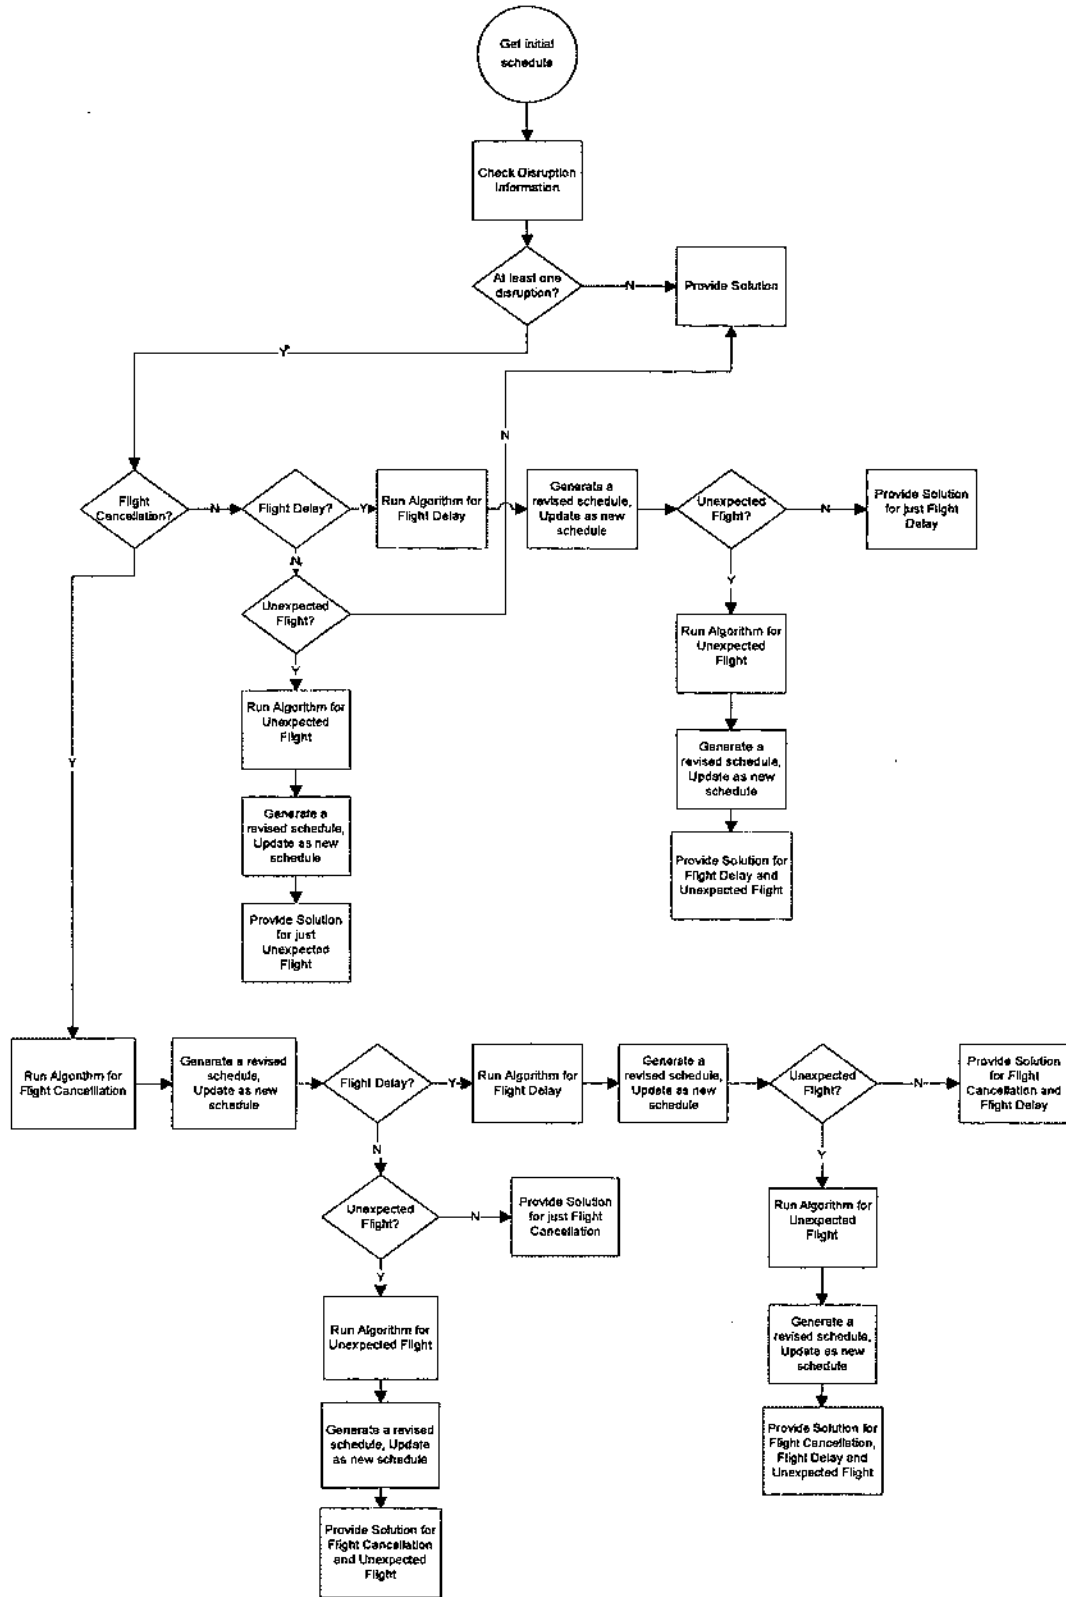 Get initial
schedule
Check Disruption
Information
At least one
disruption?
N
Provide Solution
Y
N
Flight
Cancellation?
N
Flight Delay?
Y
Run Algorithm for
Flight Delay
Generate a
revised schedule,
Update as new
schedule
Unexpected
Flight?
N
Provide Solution
for just Flight
Delay
N
Unexpected
Flight?
Y
Run Algorithm for
Unexpected
Flight
Generate a
revised schedule,
Update as new
schedule
Provide Solution
for just
Unexpected
Flight
Y
Run Algorithm for
Unexpected
Flight
Generate a
revised schedule,
Update as new
schedule
Provide Solution for
Flight Delay and
Unexpected Flight
Y
Run Algorithm for
Flight Cancelllation
Generate a revised
schedule,
Update as new
schedule
Flight Delay?
Y
Run Algorithm for
Flight Delay
Generate a
revised schedule,
Update as new
schedule
Unexpected
Flight?
N
Provide Solution
for Flight
Cancellation and
Flight Delay
N
Unexpected
Flight?
N
Provide Solution
for just Flight
Cancellation
Y
Run Algorithm for
Unexpected Flight
Generate a revised
schedule, Update
as new schedule
Provide Solution for
Flight Cancellation
and Unexpected
Flight
Y
Run Algorithm for
Unexpected
Flight
Generate a
revised schedule,
Update as new
schedule
Provide Solution for
Flight Cancellation,
Flight Delay and
Unexpected Flight